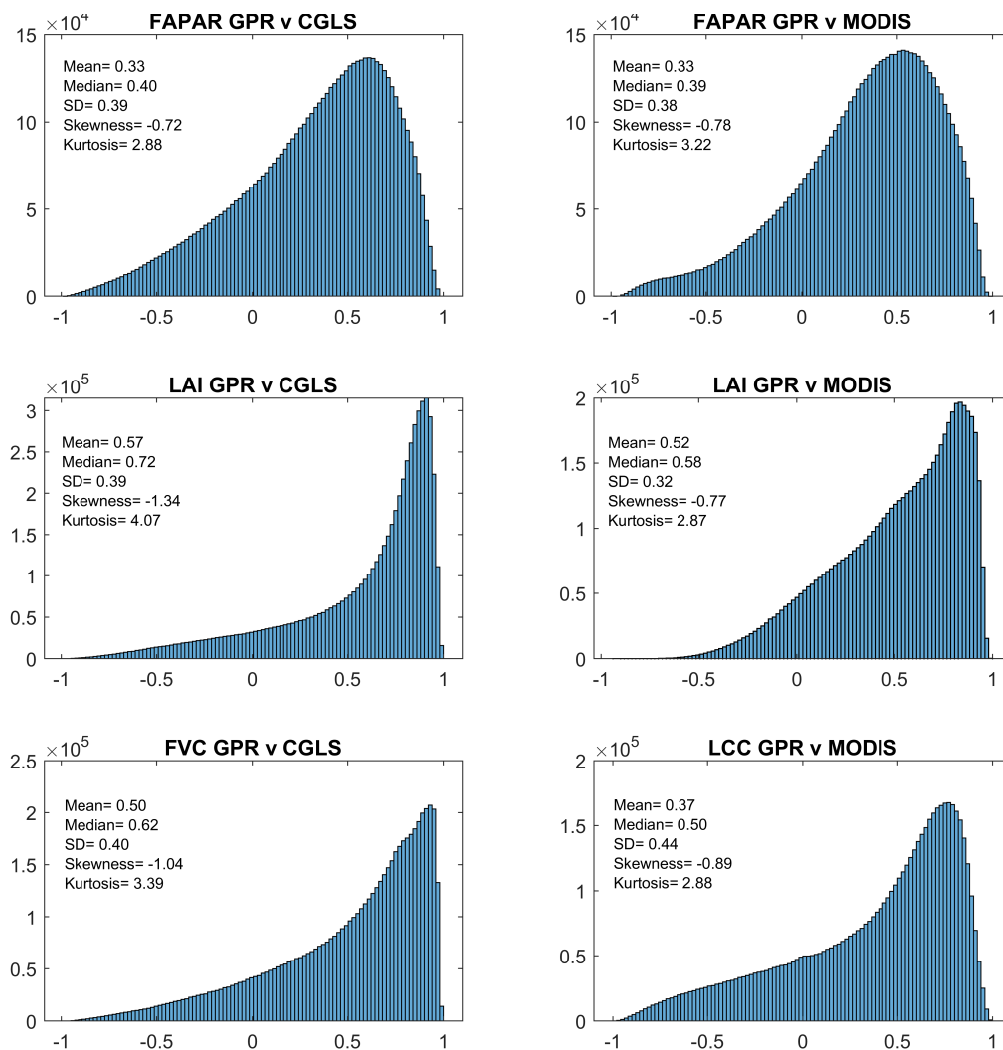 FAPAR GPR v CGLS
×10⁴
15
10
5
0
Mean= 0.33
Median= 0.40
SD= 0.39
Skewness= -0.72
Kurtosis= 2.88
-1 -0.5 0 0.5 1
FAPAR GPR v MODIS
×10⁴
15
10
5
0
Mean= 0.33
Median= 0.39
SD= 0.38
Skewness= -0.78
Kurtosis= 3.22
-1 -0.5 0 0.5 1
LAI GPR v CGLS
×10⁵
3
2.5
2
1.5
1
0.5
0
Mean= 0.57
Median= 0.72
SD= 0.39
Skewness= -1.34
Kurtosis= 4.07
-1 -0.5 0 0.5 1
LAI GPR v MODIS
×10⁵
2
1.5
1
0.5
0
Mean= 0.52
Median= 0.58
SD= 0.32
Skewness= -0.77
Kurtosis= 2.87
-1 -0.5 0 0.5 1
FVC GPR v CGLS
×10⁵
2.5
2
1.5
1
0.5
0
Mean= 0.50
Median= 0.62
SD= 0.40
Skewness= -1.04
Kurtosis= 3.39
-1 -0.5 0 0.5 1
LCC GPR v MODIS
×10⁵
2
1.5
1
0.5
0
Mean= 0.37
Median= 0.50
SD= 0.44
Skewness= -0.89
Kurtosis= 2.88
-1 -0.5 0 0.5 1